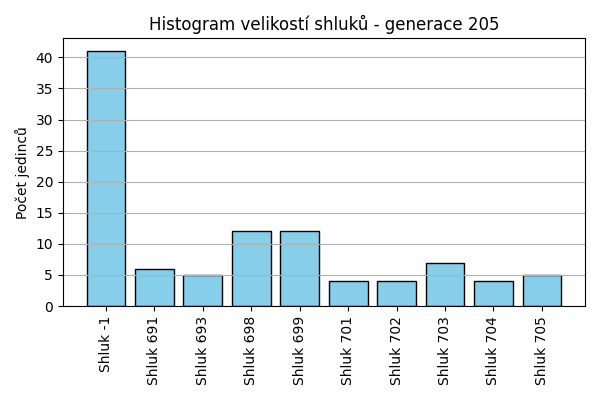 Histogram velikostí shluků - generace 205
Počet jedinců
40
35
30
25
20
15
10
5
0
Shluk -1
Shluk 691
Shluk 693
Shluk 698
Shluk 699
Shluk 701
Shluk 702
Shluk 703
Shluk 704
Shluk 705